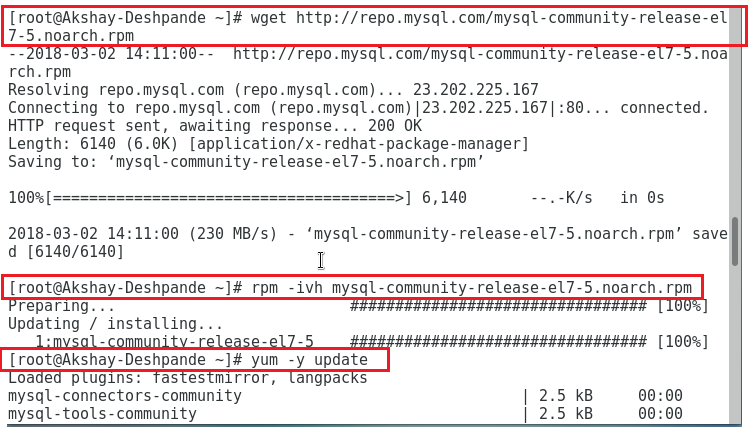 [root@Akshay-Deshpande ~]# wget http://repo.mysql.com/mysql-community-release-el
7-5.noarch.rpm
--2018-03-02 14:11:00--  http://repo.mysql.com/mysql-community-release-el7-5.noa
rch.rpm
Resolving repo.mysql.com (repo.mysql.com)... 23.202.225.167
Connecting to repo.mysql.com (repo.mysql.com)|23.202.225.167|:80... connected.
HTTP request sent, awaiting response... 200 OK
Length: 6140 (6.0K) [application/x-redhat-package-manager]
Saving to: ‘mysql-community-release-el7-5.noarch.rpm’
100%[======================================>] 6,140       --.-K/s   in 0s
2018-03-02 14:11:00 (230 MB/s) - ‘mysql-community-release-el7-5.noarch.rpm’ save
d [6140/6140]
[root@Akshay-Deshpande ~]# rpm -ivh mysql-community-release-el7-5.noarch.rpm
Preparing...                          ################################# [100%]
Updating / installing...
   1:mysql-community-release-el7-5    ################################# [100%]
[root@Akshay-Deshpande ~]# yum -y update
Loaded plugins: fastestmirror, langpacks
mysql-connectors-community                               | 2.5 kB     00:00
mysql-tools-community                                    | 2.5 kB     00:00